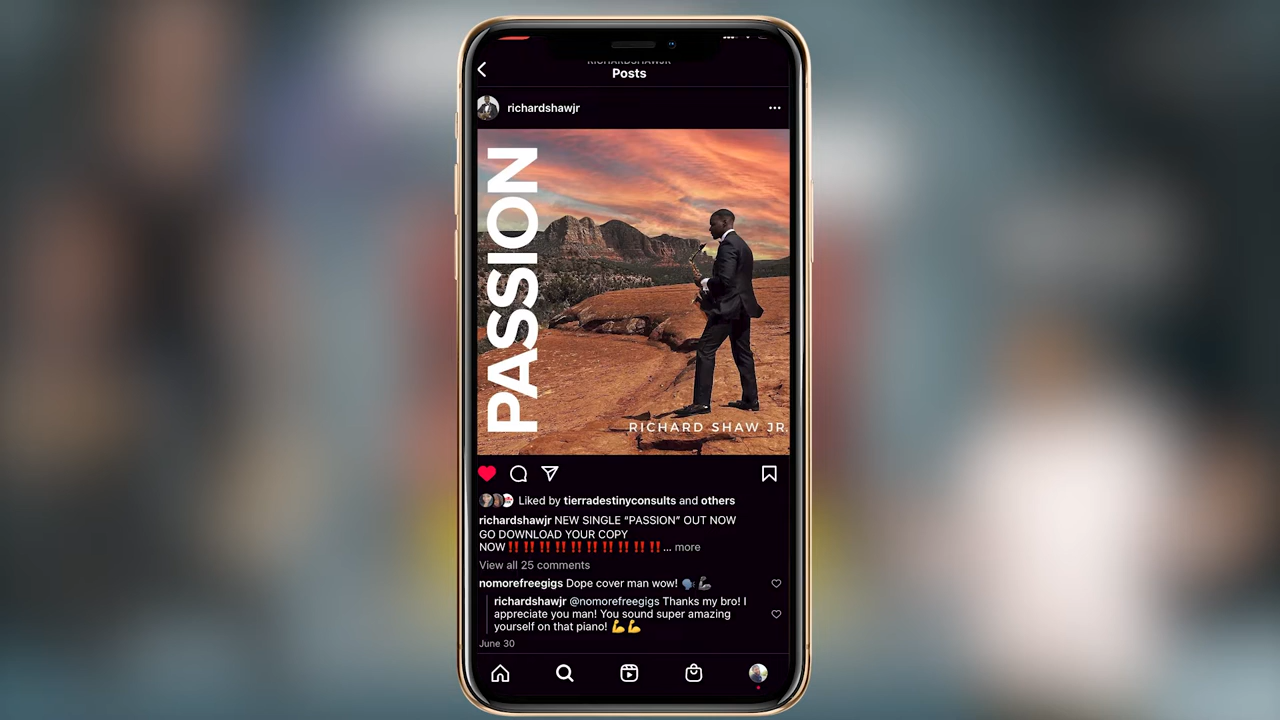 RICHARDSHAWJR
Posts
richardshawjr
PASSION
RICHARD SHAW JR.
Liked by tierradestinyconsults and others
richardshawjr NEW SINGLE “PASSION” OUT NOW
GO DOWNLOAD YOUR COPY
NOW‼️‼️‼️‼️‼️‼️‼️‼️‼️‼️... more
View all 25 comments
nomorefreegigs Dope cover man wow! 🗣️🦾
richardshawjr @nomorefreegigs Thanks my bro! I
appreciate you man! You sound super amazing
yourself on that piano! 💪💪
June 30